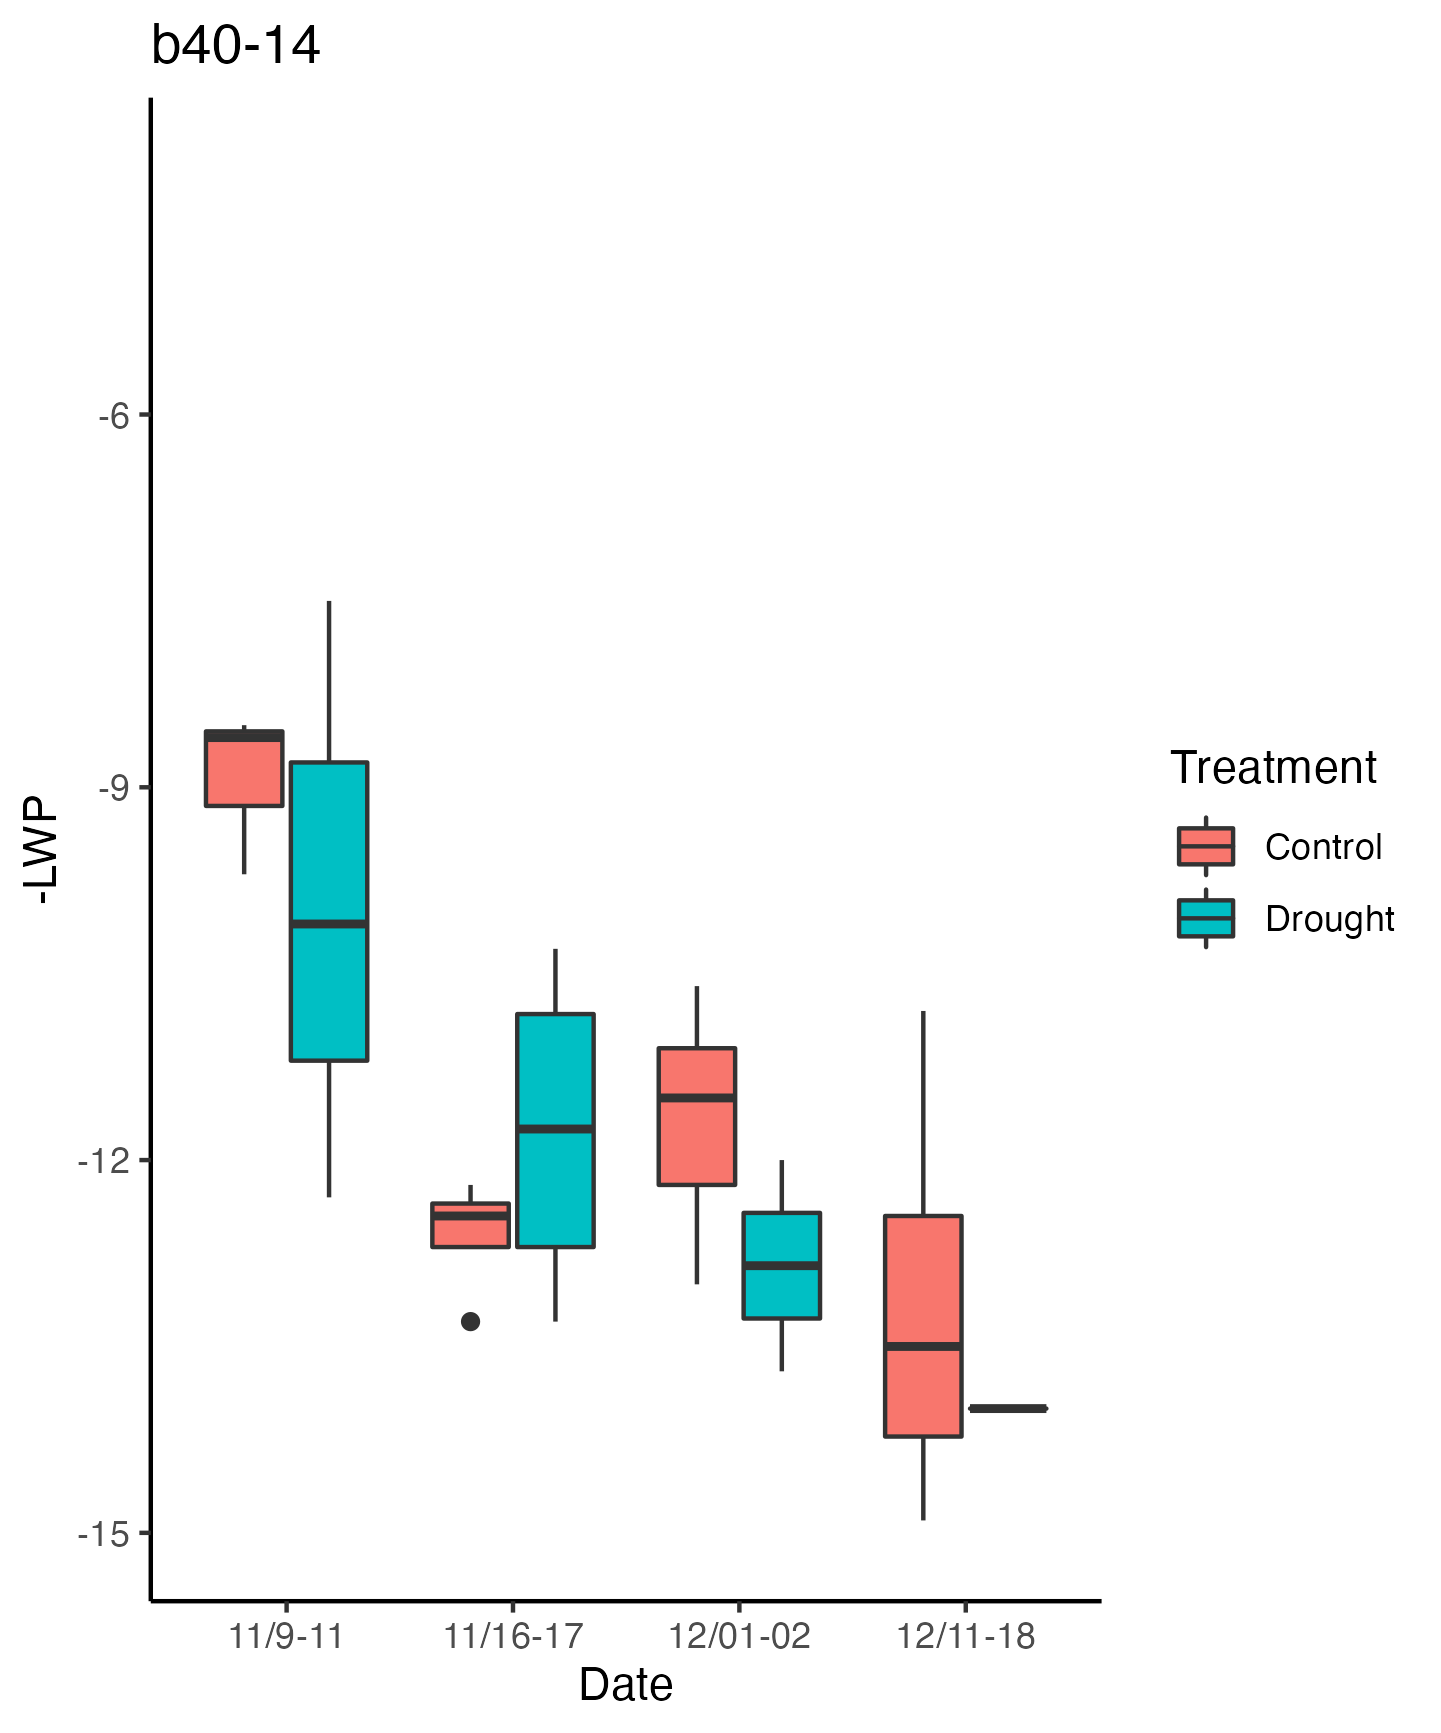 b40-14
-6
-9
-12
-15
-LWP
11/9-11
11/16-17
12/01-02
12/11-18
Date
Treatment
Control
Drought